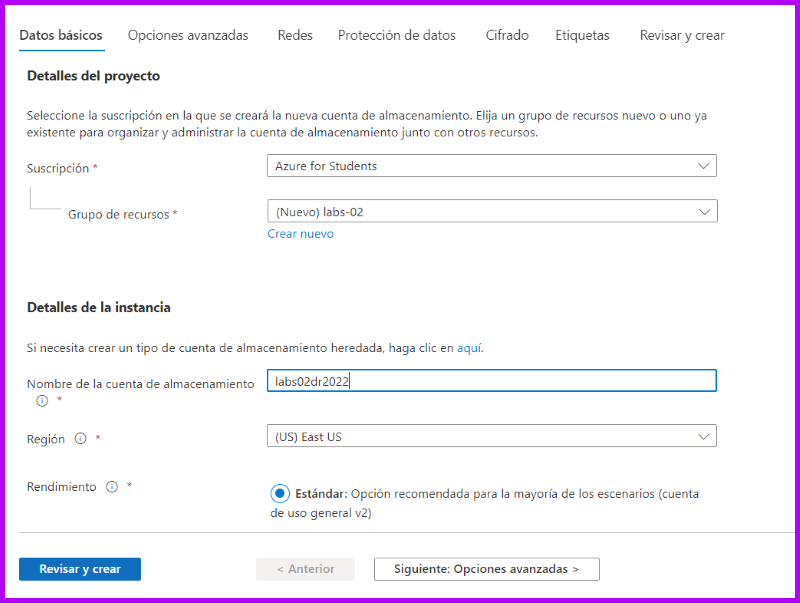 Datos básicos Opciones avanzadas Redes Protección de datos Cifrado Etiquetas Revisar y crear
Detalles del proyecto
Seleccione la suscripción en la que se creará la nueva cuenta de almacenamiento. Elija un grupo de recursos nuevo o uno ya
existente para organizar y administrar la cuenta de almacenamiento junto con otros recursos.
Suscripción * Azure for Students
Grupo de recursos * (Nuevo) labs-02
Crear nuevo
Detalles de la instancia
Si necesita crear un tipo de cuenta de almacenamiento heredada, haga clic en aquí.
Nombre de la cuenta de almacenamiento labs02dr2022
*
Región * (US) East US
Rendimiento * Estándar: Opción recomendada para la mayoría de los escenarios (cuenta
de uso general v2)
Revisar y crear < Anterior Siguiente: Opciones avanzadas >